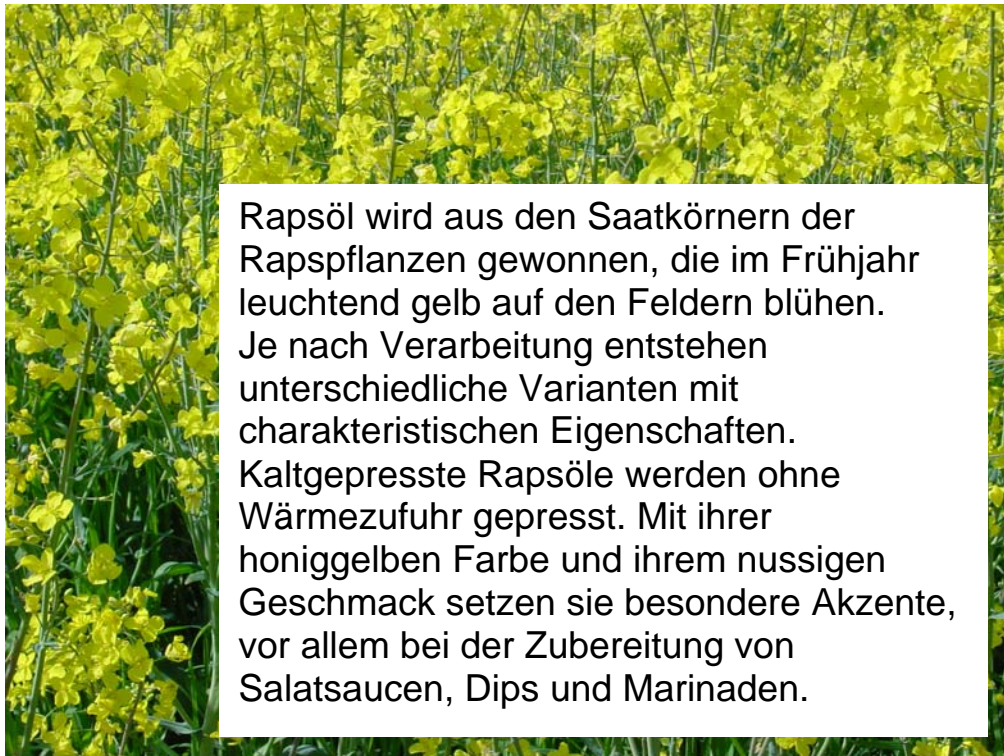 Rapsöl wird aus den Saatkörnern der
Rapspflanzen gewonnen, die im Frühjahr
leuchtend gelb auf den Feldern blühen.
Je nach Verarbeitung entstehen
unterschiedliche Varianten mit
charakteristischen Eigenschaften.
Kaltgepresste Rapsöle werden ohne
Wärmezufuhr gepresst. Mit ihrer
honiggelben Farbe und ihrem nussigen
Geschmack setzen sie besondere Akzente,
vor allem bei der Zubereitung von
Salatsaucen, Dips und Marinaden.